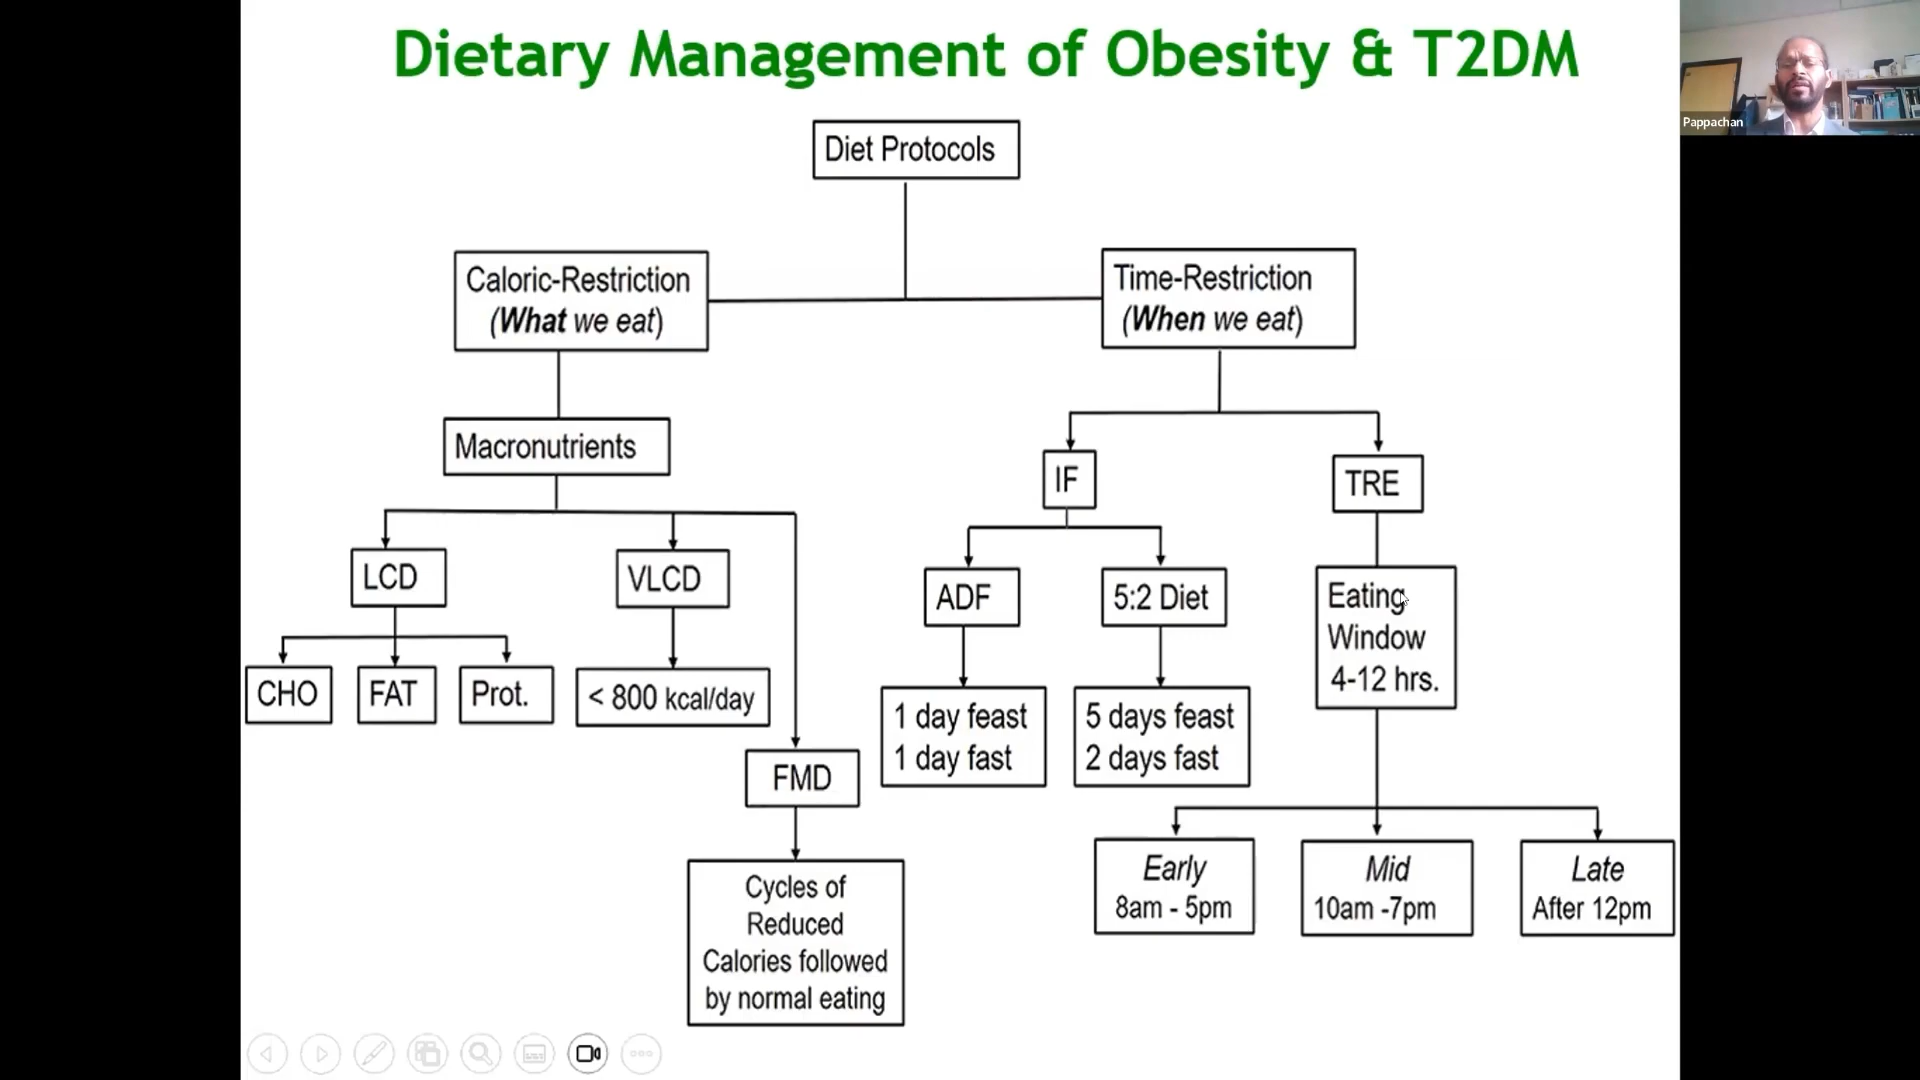 Dietary Management of Obesity & T2DM
Pappachan
Diet Protocols
Caloric-Restriction
(What we eat)
Time-Restriction
(When we eat)
Macronutrients
IF
TRE
LCD
VLCD
ADF
5:2 Diet
Eating
Window
4-12 hrs.
CHO
FAT
Prot.
< 800 kcal/day
1 day feast
1 day fast
5 days feast
2 days fast
FMD
Cycles of
Reduced
Calories followed
by normal eating
Early
8am - 5pm
Mid
10am -7pm
Late
After 12pm